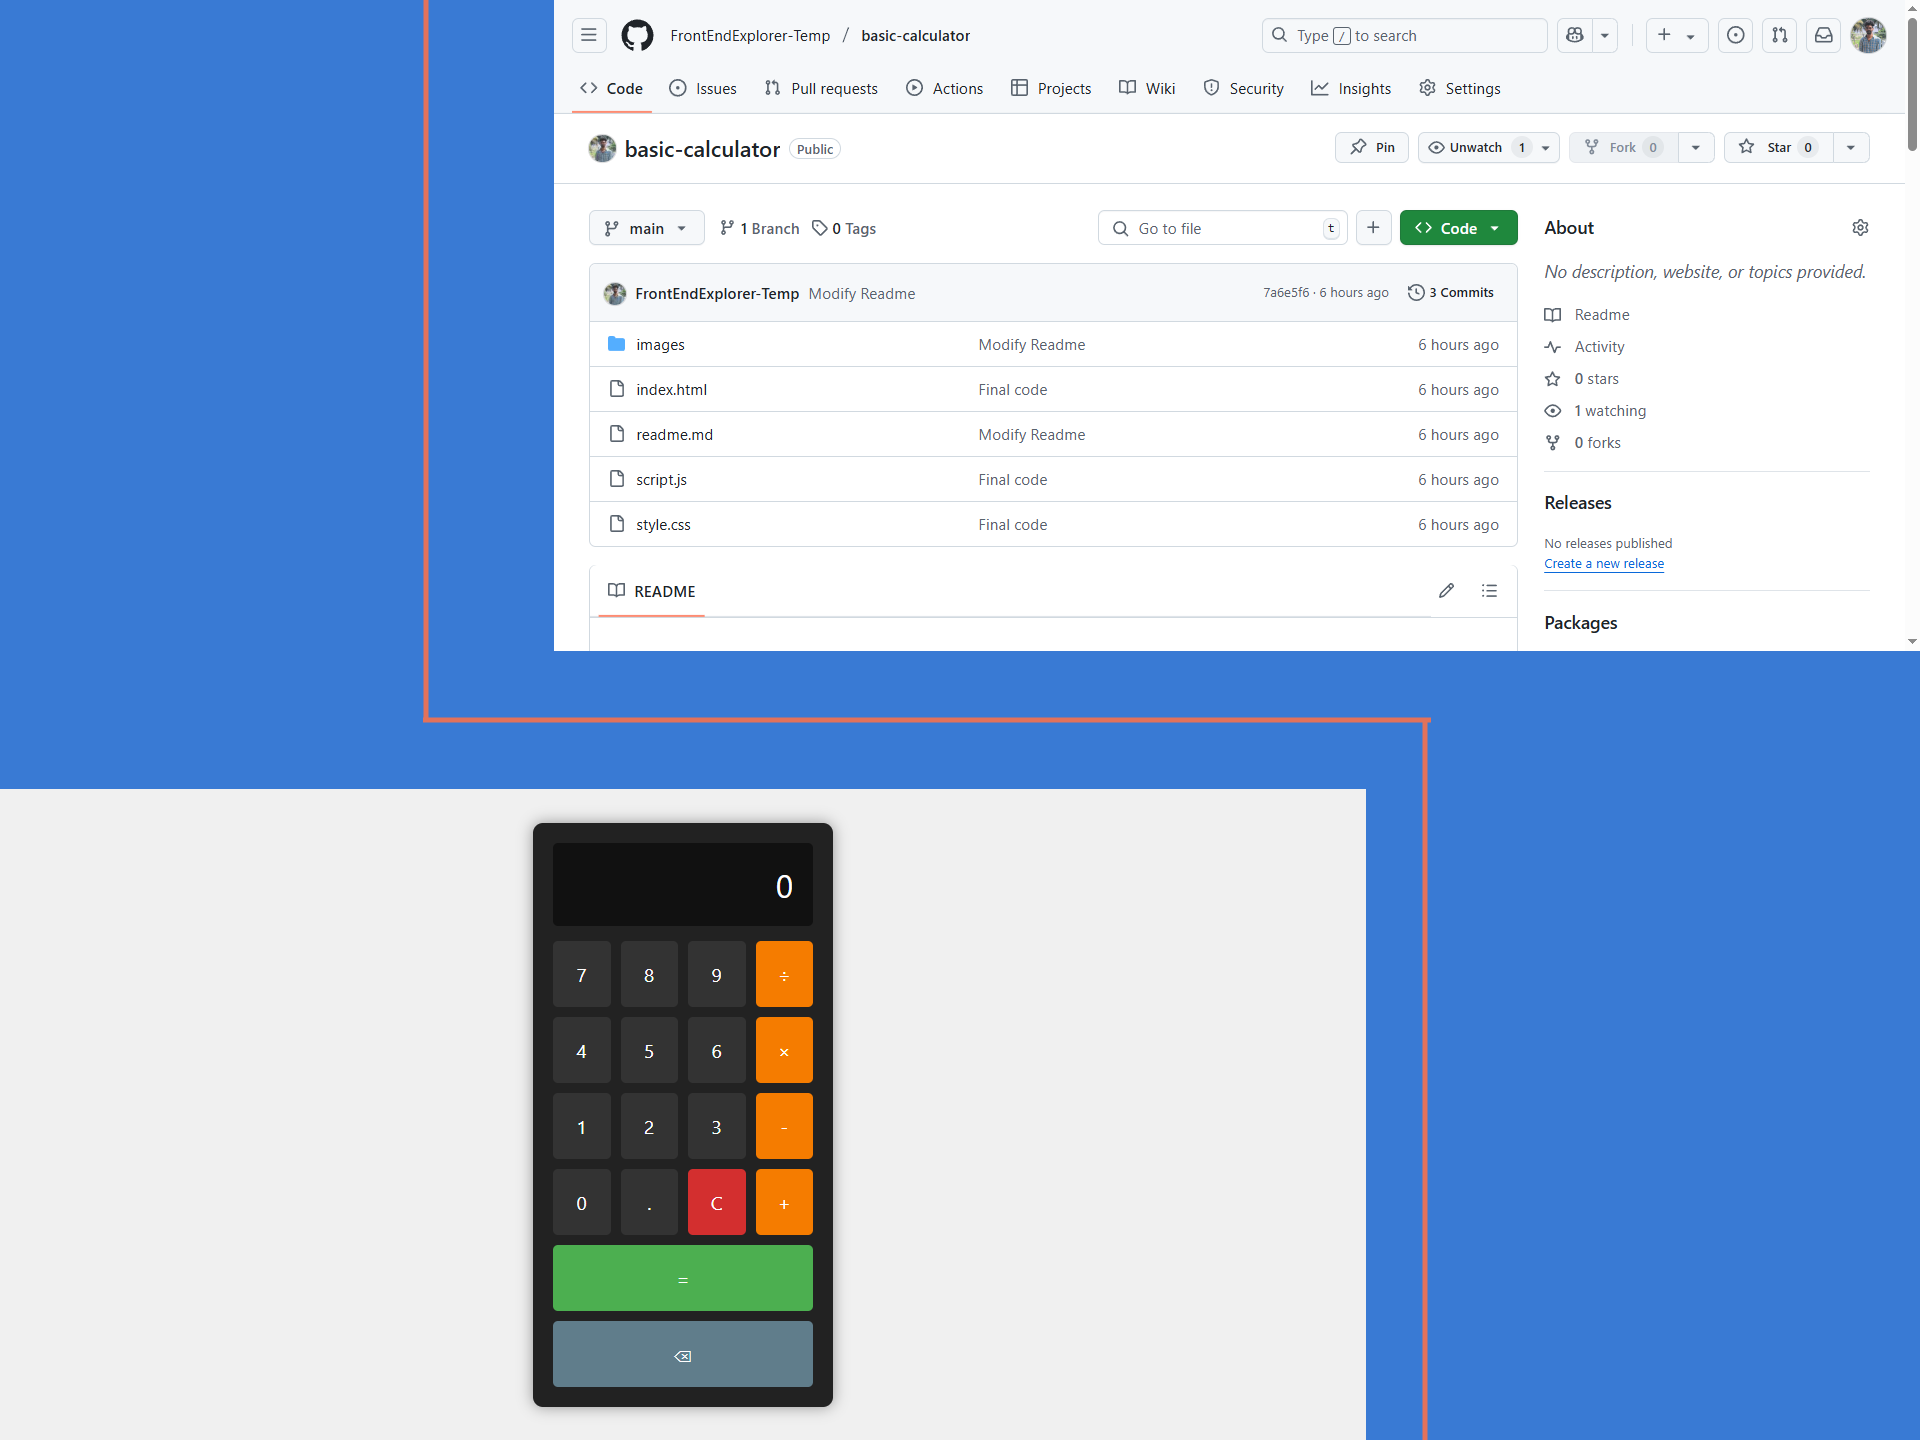 FrontEndExplorer-Temp / basic-calculator
Type / to search
Code Issues Pull requests Actions Projects Wiki Security Insights Settings
basic-calculator Public
Pin Unwatch 1 Fork 0 Star 0
main 1 Branch 0 Tags
Go to file t
Code
FrontEndExplorer-Temp Modify Readme 7a6e5f6 · 6 hours ago 3 Commits
images Modify Readme 6 hours ago
index.html Final code 6 hours ago
readme.md Modify Readme 6 hours ago
script.js Final code 6 hours ago
style.css Final code 6 hours ago
README
About
No description, website, or topics provided.
Readme
Activity
0 stars
1 watching
0 forks
Releases
No releases published
Create a new release
Packages
0
7 8 9 ÷
4 5 6 ×
1 2 3 -
0 . C +
=
⌫